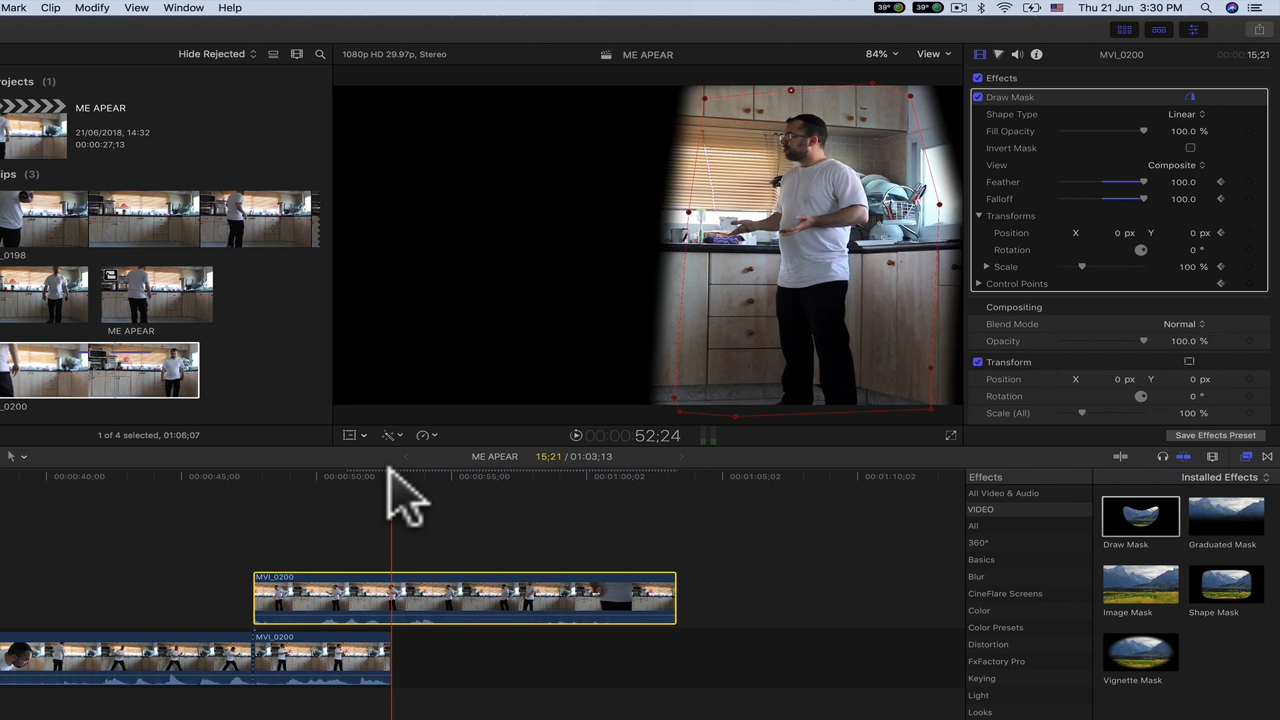 Mark Clip Modify View Window Help 39° 39° Thu 21 Jun 3:30 PM
Hide Rejected 1080p HD 29.97p, Stereo ME APEAR 84% View MVI_0200 00:00:15;21
rojects (1)
ME APEAR
21/06/2018, 14:32
00:00:27;13
ips (3)
_0198
ME APEAR
_0200
1 of 4 selected, 01:06;07
00:00:00:52;24
Effects
Draw Mask
Shape Type Linear
Fill Opacity 100.0 %
Invert Mask
View Composite
Feather 100.0
Falloff 100.0
Transforms
Position X 0 px Y 0 px
Rotation 0 °
Scale 100 %
Control Points
Compositing
Blend Mode Normal
Opacity 100.0 %
Transform
Position X 0 px Y 0 px
Rotation 0 °
Scale (All) 100 %
Save Effects Preset
ME APEAR 15;21 / 01:03;13
00:00:40;00 00:00:45;00 00:00:50;00 00:00:55;00 00:01:00;02 00:01:05;02 00:01:10;02
MVI_0200
MVI_0200
Effects Installed Effects
All Video & Audio
VIDEO
All
360°
Basics
Blur
CineFlare Screens
Color
Color Presets
Distortion
FxFactory Pro
Keying
Light
Looks
Draw Mask Graduated Mask
Image Mask Shape Mask
Vignette Mask